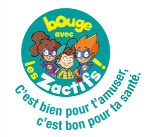 bouge
avec
les Zactifs!
C'est bien pour t'amuser,
c'est bon pour ta santé.